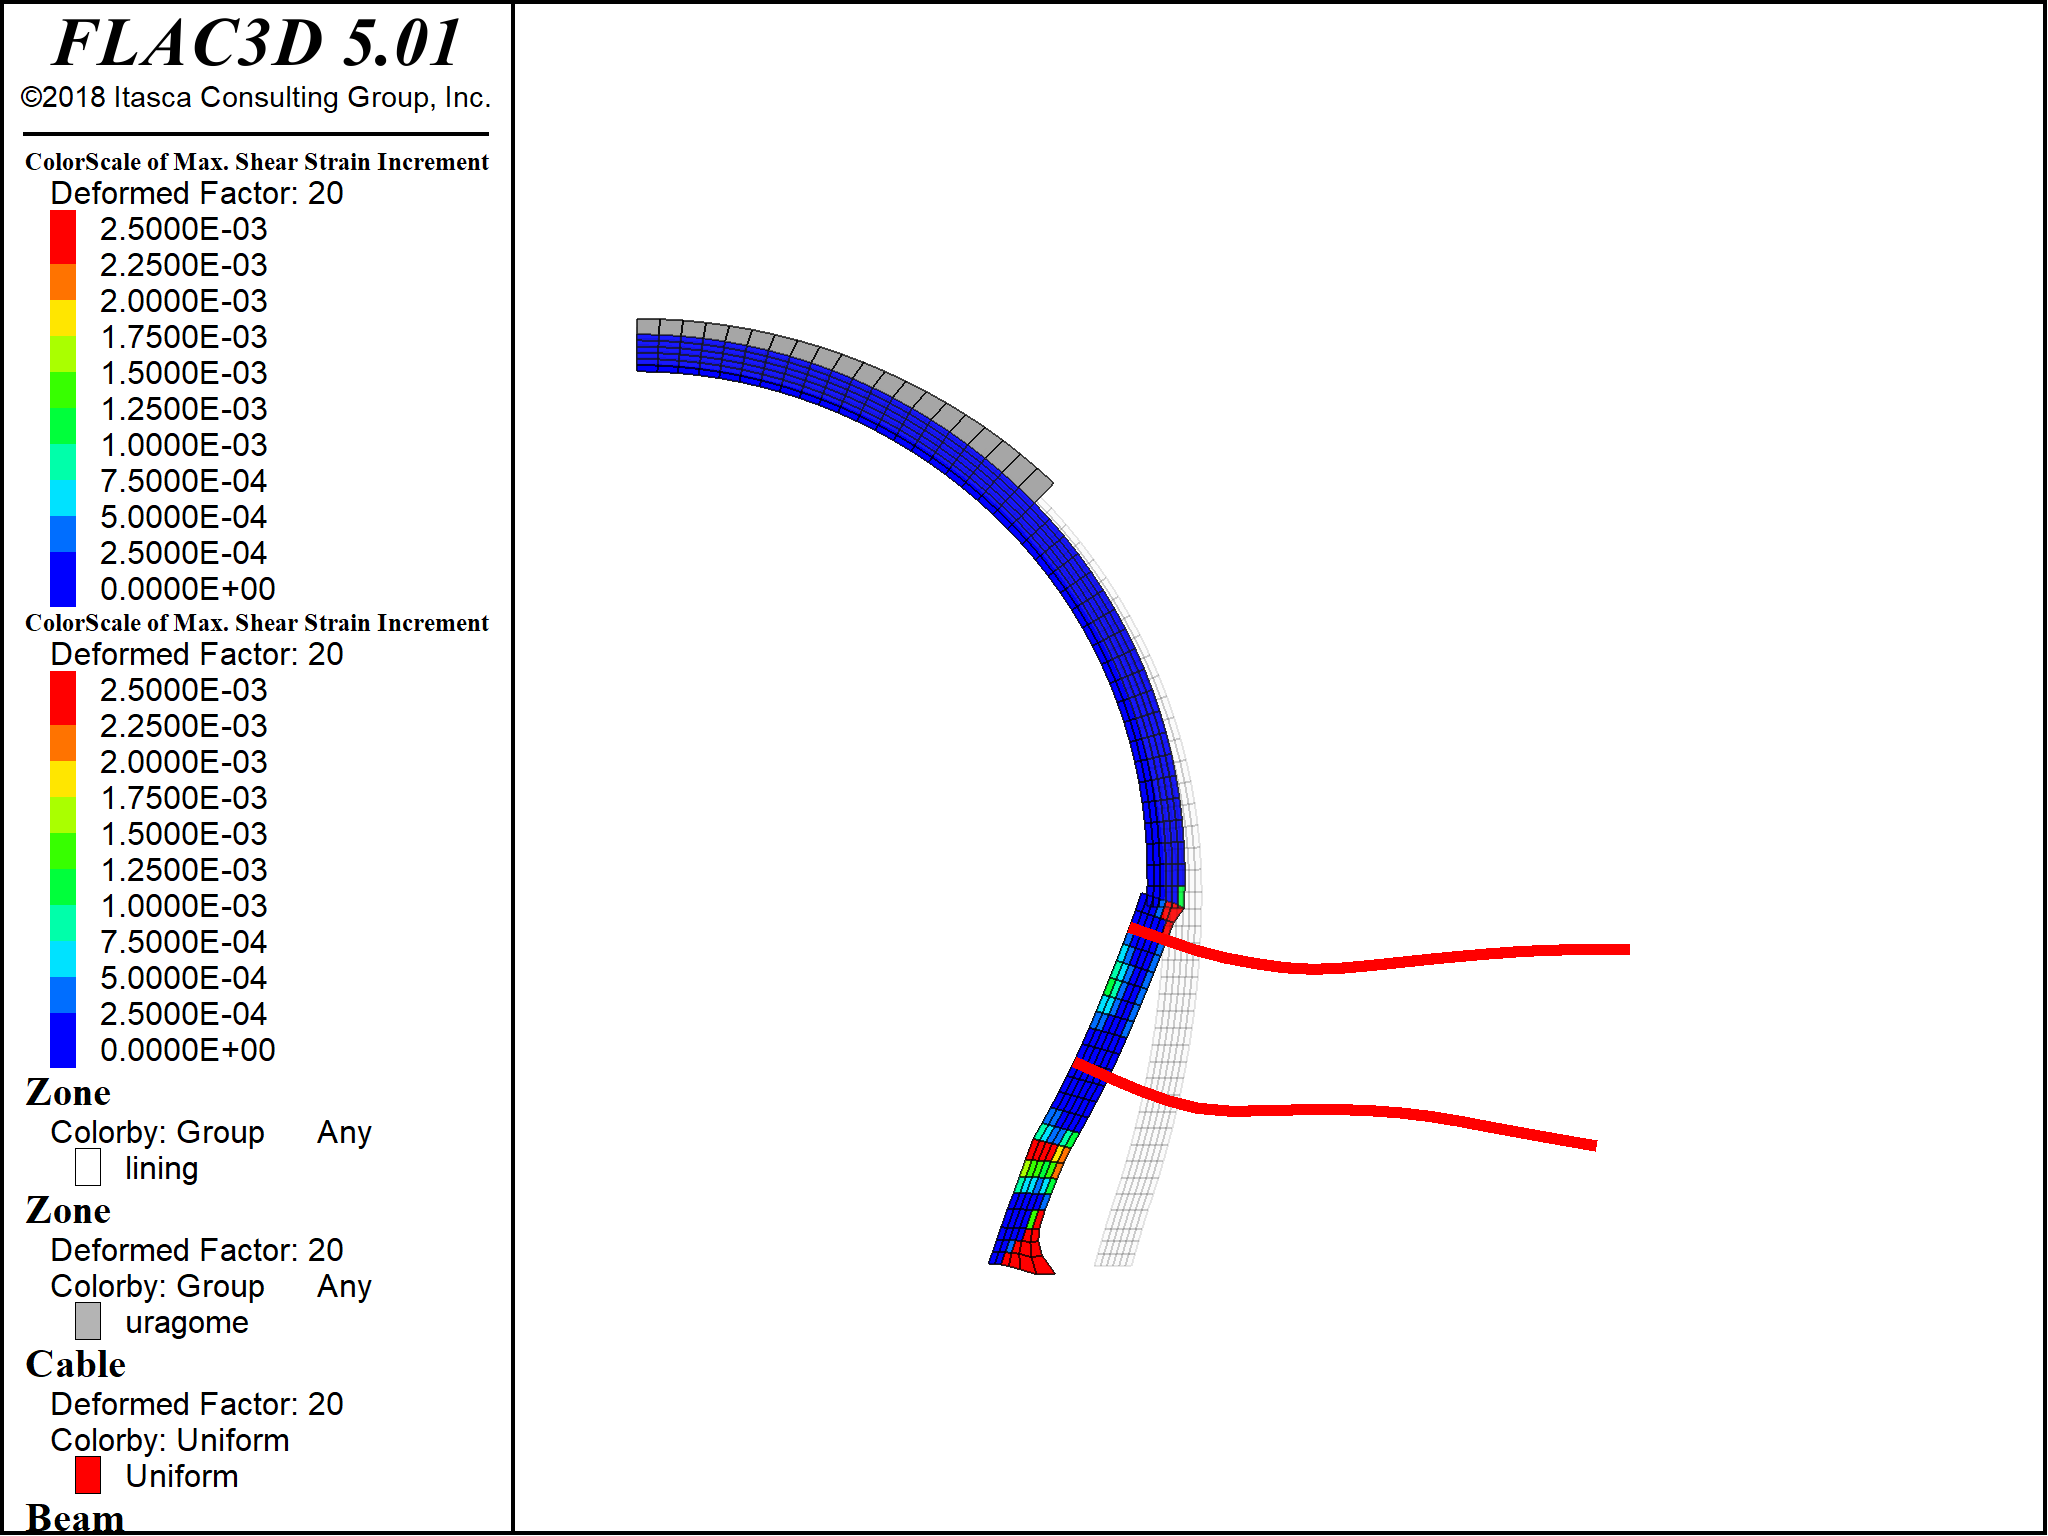 FLAC3D 5.01
©2018 Itasca Consulting Group, Inc.
ColorScale of Max. Shear Strain Increment
Deformed Factor: 20
2.5000E-03
2.2500E-03
2.0000E-03
1.7500E-03
1.5000E-03
1.2500E-03
1.0000E-03
7.5000E-04
5.0000E-04
2.5000E-04
0.0000E+00
ColorScale of Max. Shear Strain Increment
Deformed Factor: 20
2.5000E-03
2.2500E-03
2.0000E-03
1.7500E-03
1.5000E-03
1.2500E-03
1.0000E-03
7.5000E-04
5.0000E-04
2.5000E-04
0.0000E+00
Zone
Colorby: Group Any
lining
Zone
Deformed Factor: 20
Colorby: Group Any
uragome
Cable
Deformed Factor: 20
Colorby: Uniform
Uniform
Beam